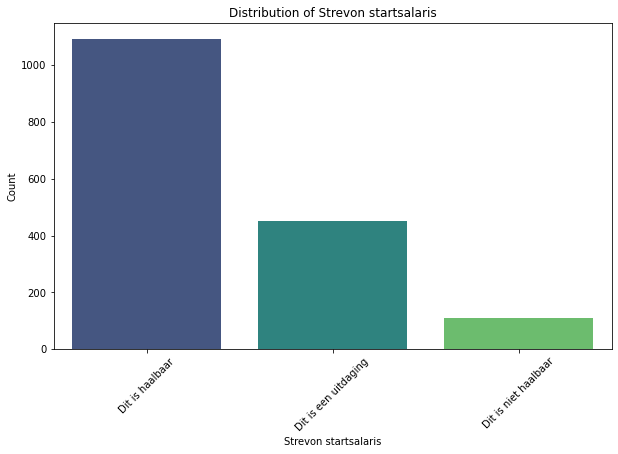 Distribution of Strevon startsalaris
Count
1000
800
600
400
200
0
Dit is haalbaar
Dit is een uitdaging
Dit is niet haalbaar
Strevon startsalaris